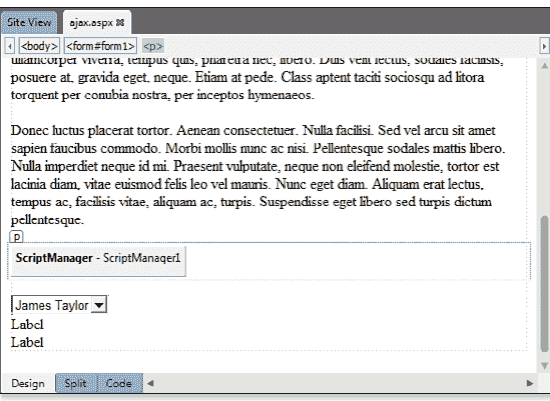 Site View ajax.aspx
<body> <form#form1> <p>
ullamcorper viverra, tempus quis, pharetra nec, libero. Duis velit lectus, sodales facilisis,
posuere at, gravida eget, neque. Etiam at pede. Class aptent taciti sociosqu ad litora
torquent per conubia nostra, per inceptos hymenaeos.
Donec luctus placerat tortor. Aenean consectetuer. Nulla facilisi. Sed vel arcu sit amet
sapien faucibus commodo. Morbi mollis nunc ac nisi. Pellentesque sodales mattis libero.
Nulla imperdiet neque id mi. Praesent vulputate, neque non eleifend molestie, tortor est
lacinia diam, vitae euismod felis leo vel mauris. Nunc eget diam. Aliquam erat lectus,
tempus ac, facilisis vitae, aliquam ac, turpis. Suspendisse eget libero sed turpis dictum
pellentesque.
p
ScriptManager - ScriptManager1
James Taylor
Label
Label
Design Split Code